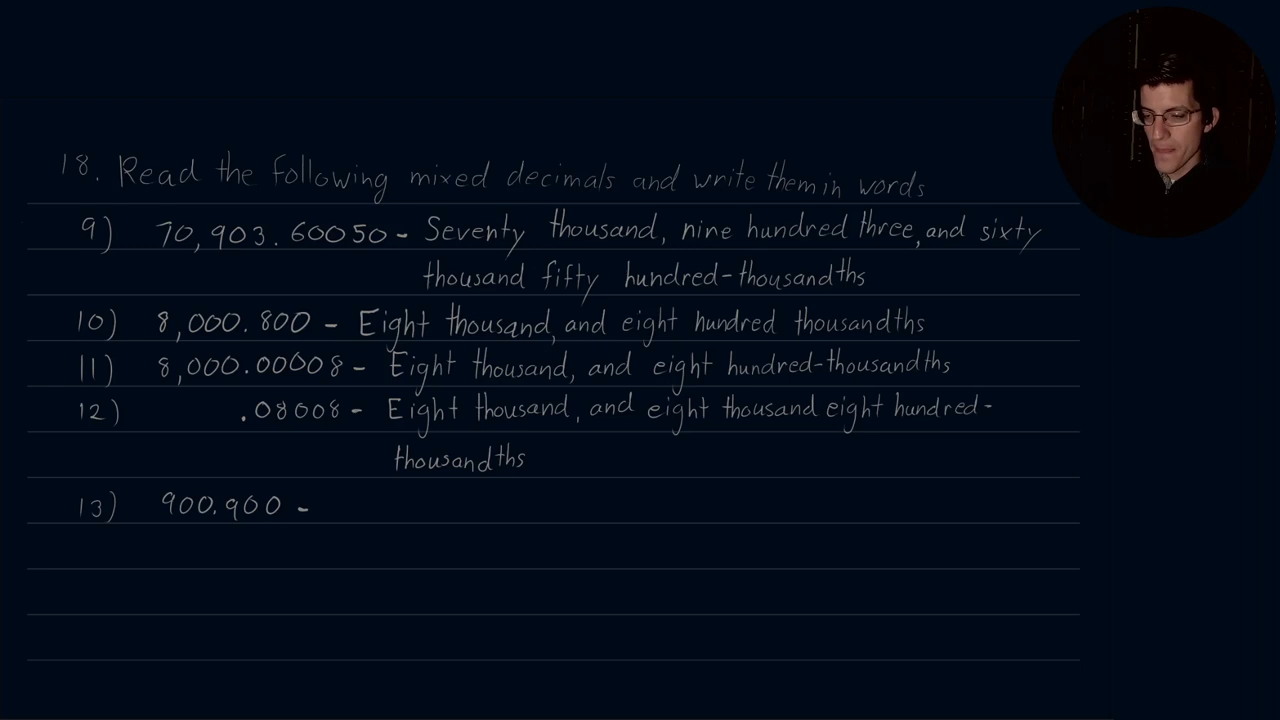 18. Read the following mixed decimals and write them in words
9) 70,903.60050 - Seventy thousand, nine hundred three, and sixty
thousand fifty hundred-thousandths
10) 8,000.800 - Eight thousand, and eight hundred thousandths
11) 8,000.00008 - Eight thousand, and eight hundred-thousandths
12) .08008 - Eight thousand, and eight thousand eight hundred-
thousandths
13) 900.900 -